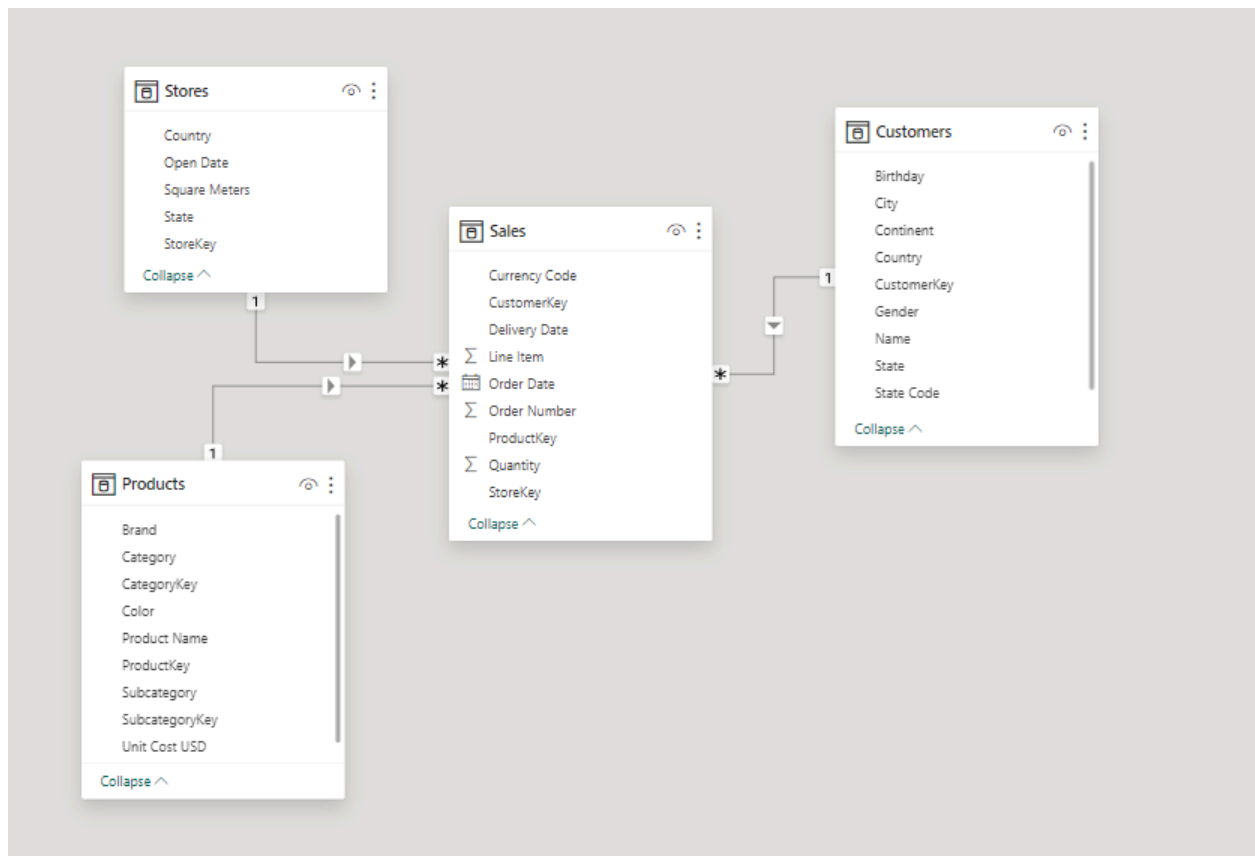 Stores
Country
Open Date
Square Meters
State
StoreKey
Collapse
1
Products
Brand
Category
CategoryKey
Color
Product Name
ProductKey
Subcategory
SubcategoryKey
Unit Cost USD
Collapse
1
*
*
Sales
Currency Code
CustomerKey
Delivery Date
Σ Line Item
Order Date
Σ Order Number
ProductKey
Σ Quantity
StoreKey
Collapse
*
1
Customers
Birthday
City
Continent
Country
CustomerKey
Gender
Name
State
State Code
Collapse